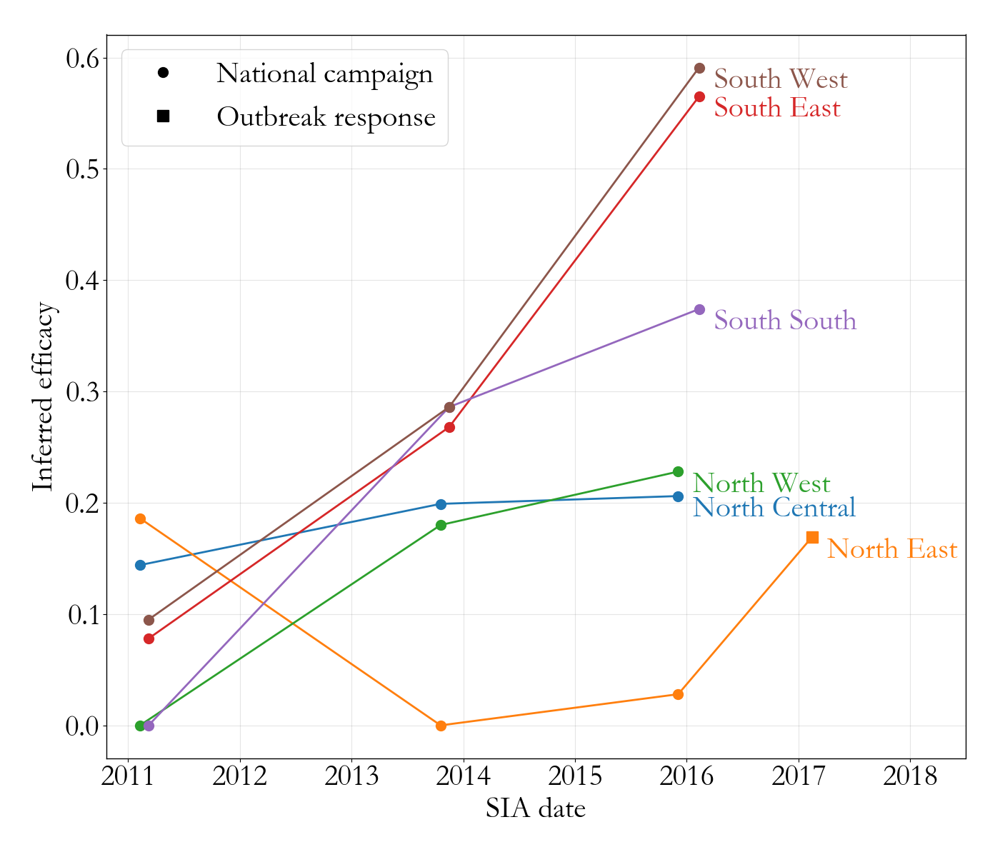 National campaign
Outbreak response
0.6
0.5
0.4
0.3
0.2
0.1
0.0
Inferred efficacy
South West
South East
South South
North West
North Central
North East
2011 2012 2013 2014 2015 2016 2017 2018
SIA date